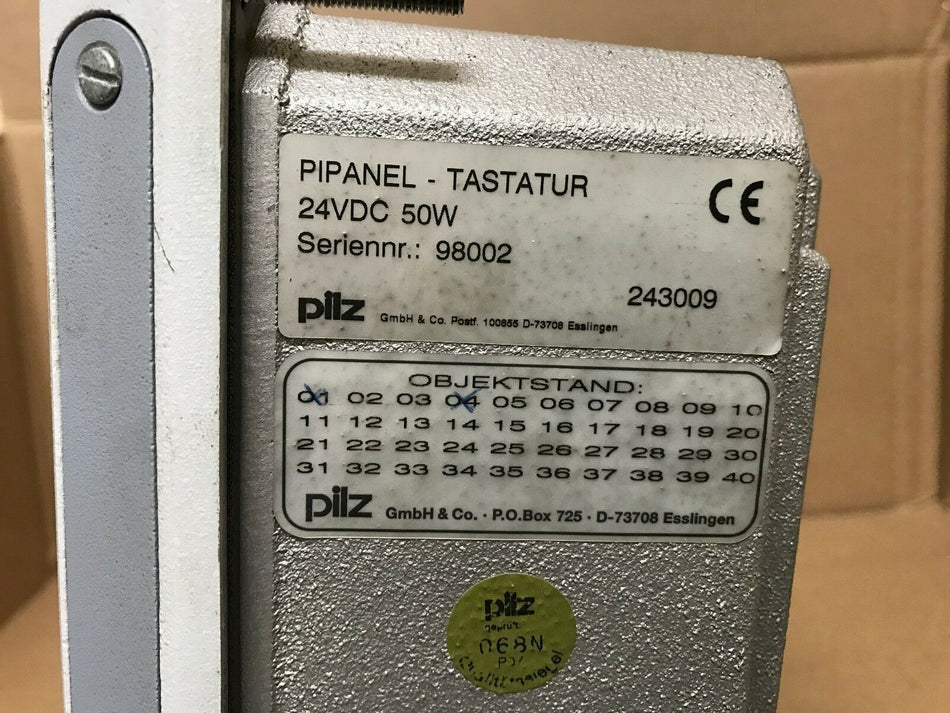 PIPANEL - TASTATUR
24VDC 50W
Seriennr.: 98002
CE
243009
pilz
GmbH & Co. Postf. 100855 D-73708 Esslingen
OBJEKTSTAND:
01 02 03 04 05 06 07 08 09 10
11 12 13 14 15 16 17 18 19 20
21 22 23 24 25 26 27 28 29 30
31 32 33 34 35 36 37 38 39 40
pilz
GmbH & Co. · P.O.Box 725 · D-73708 Esslingen
pilz
068N